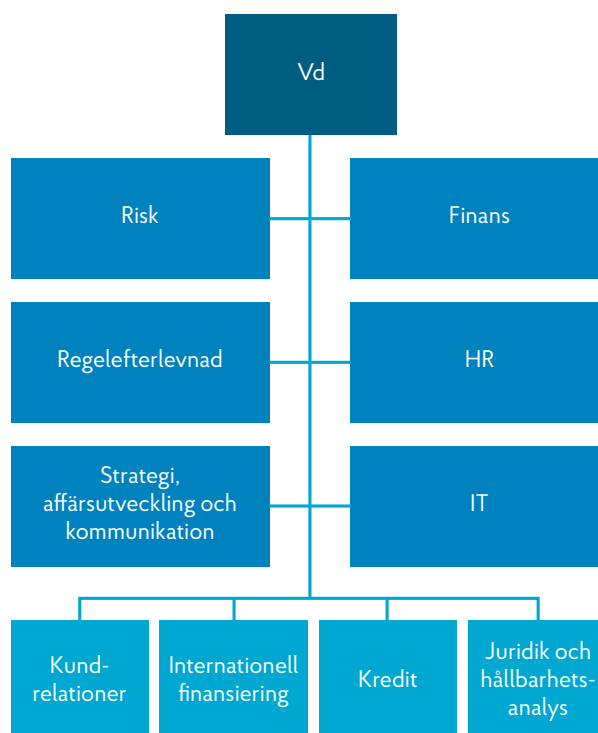 Vd
Risk
Finans
Regelefterlevnad
HR
Strategi,
affärsutveckling och
kommunikation
IT
Kund-
relationer
Internationell
finansiering
Kredit
Juridik och
hållbarhets-
analys